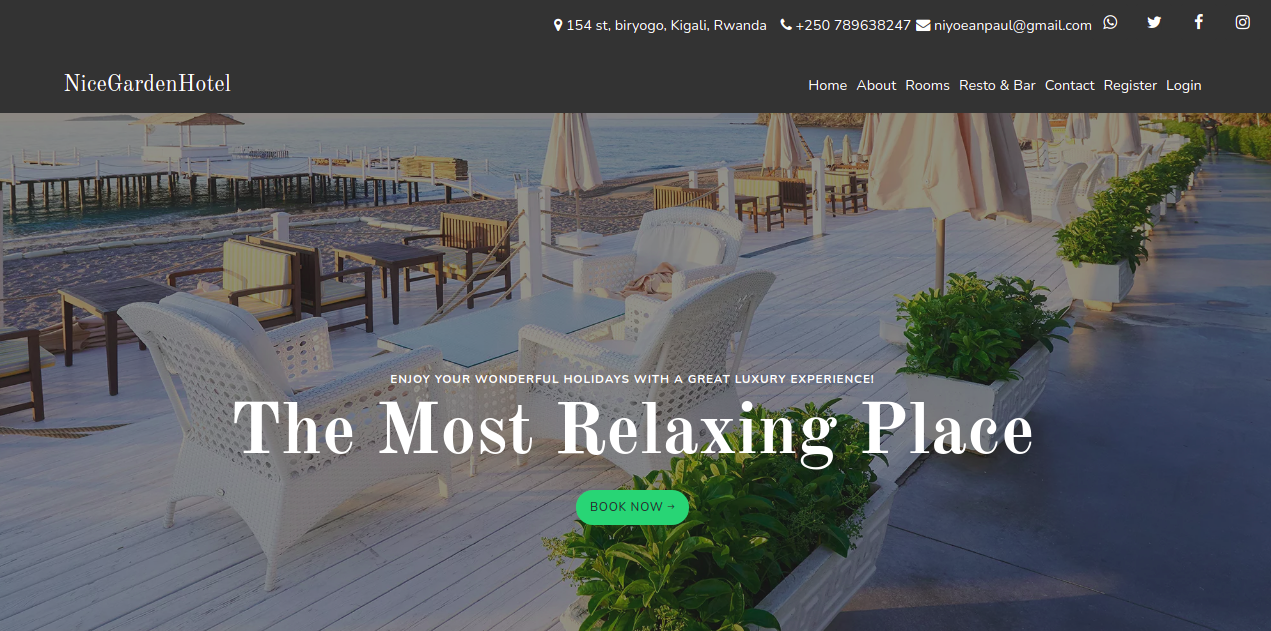 154 st, biryogo, Kigali, Rwanda +250 789638247 niyoeanpaul@gmail.com
NiceGardenHotel
Home About Rooms Resto & Bar Contact Register Login
ENJOY YOUR WONDERFUL HOLIDAYS WITH A GREAT LUXURY EXPERIENCE!
The Most Relaxing Place
BOOK NOW →